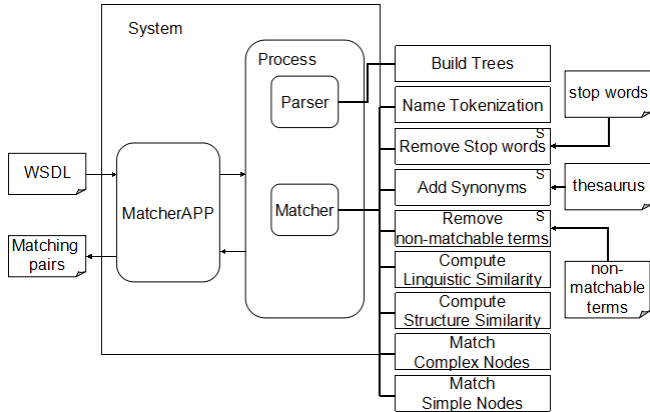 System
Process
Parser
Matcher
MatcherAPP
WSDL
Matching
pairs
Build Trees
Name Tokenization
S
Remove Stop words
S
Add Synonyms
S
Remove
non-matchable terms
Compute
Linguistic Similarity
Compute
Structure Similarity
Match
Complex Nodes
Match
Simple Nodes
stop words
thesaurus
non-
matchable
terms